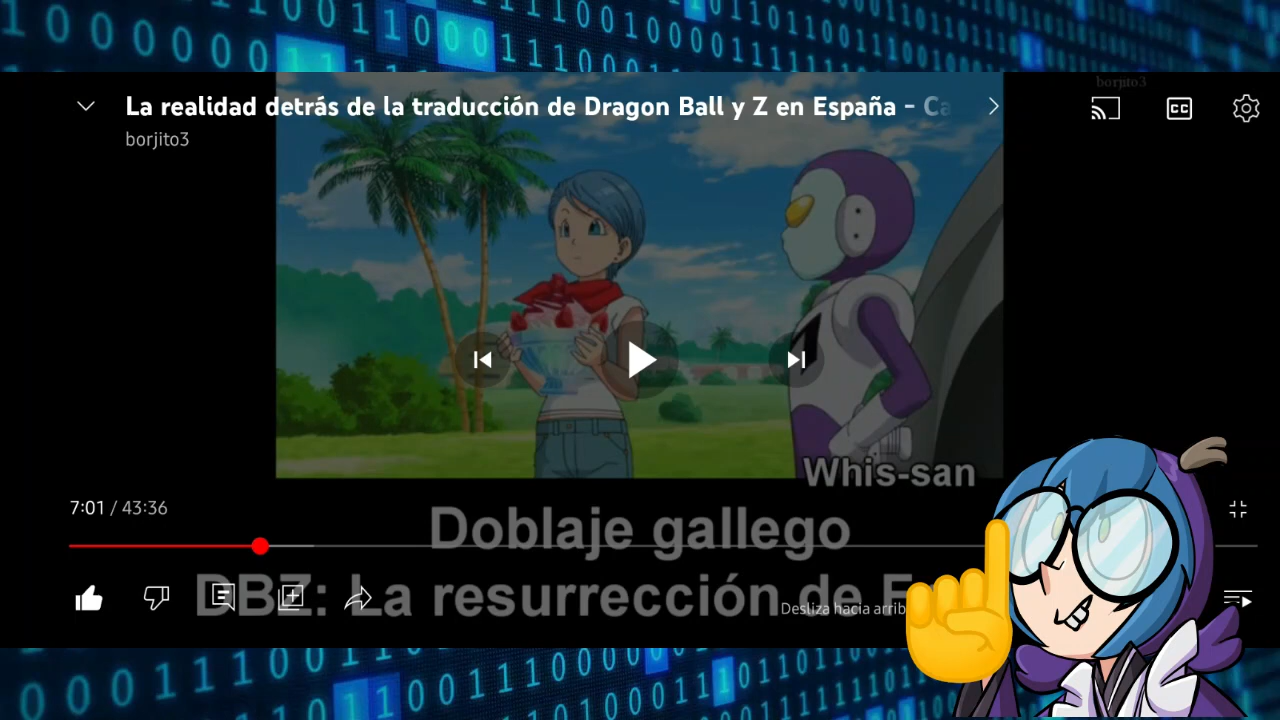 borjito3
La realidad detrás de la traducción de Dragon Ball y Z en España - Ca
borjito3
CC
Whis-san
7:01 / 43:36
Doblaje gallego
DBZ: La resurrección de F
Desliza hacia arrib